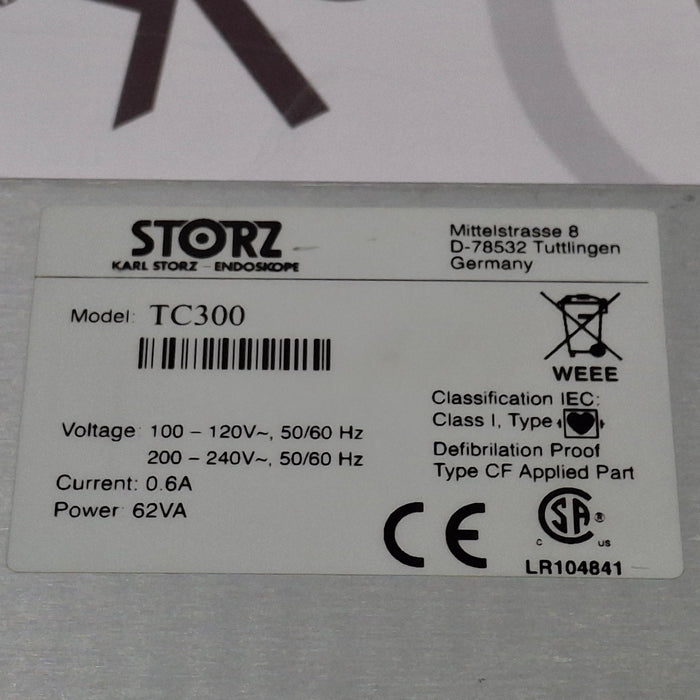 STORZ
KARL STORZ – ENDOSKOPE
Mittelstrasse 8
D-78532 Tuttlingen
Germany
Model: TC300
WEEE
Voltage: 100 – 120V~, 50/60 Hz
200 – 240V~, 50/60 Hz
Current: 0.6A
Power: 62VA
Classification IEC:
Class I, Type
Defibrilation Proof
Type CF Applied Part
CE
CSA®
C US
LR104841